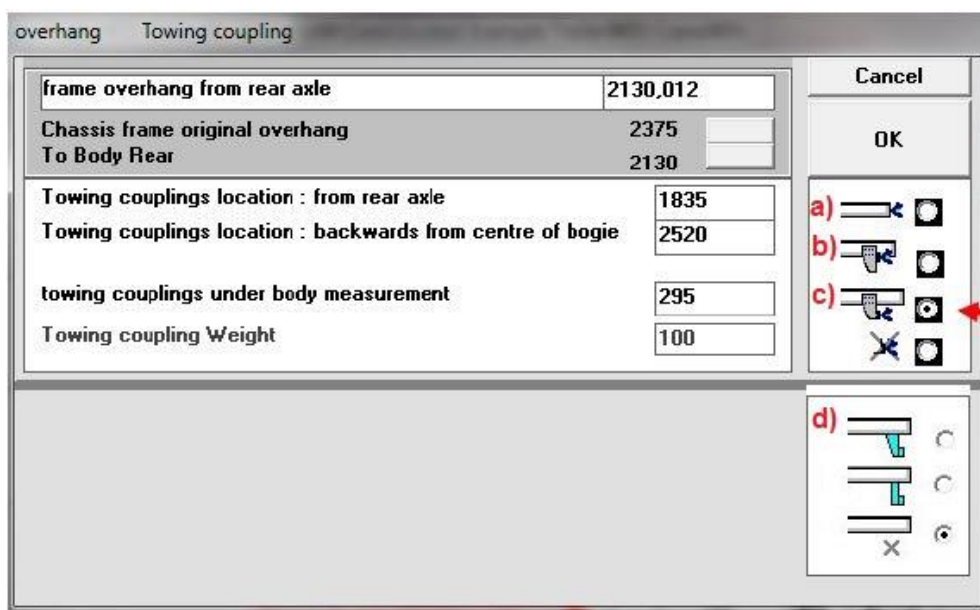 overhang Towing coupling
frame overhang from rear axle 2130,012
Cancel
Chassis frame original overhang 2375
To Body Rear 2130
OK
Towing couplings location : from rear axle 1835
Towing couplings location : backwards from centre of bogie 2520
towing couplings under body measurement 295
Towing coupling Weight 100
a)
b)
c)
d)